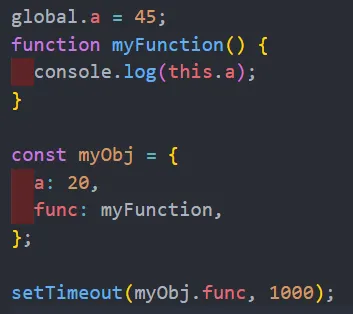 global.a = 45;
function myFunction() {
  console.log(this.a);
}

const myObj = {
  a: 20,
  func: myFunction,
};

setTimeout(myObj.func, 1000);